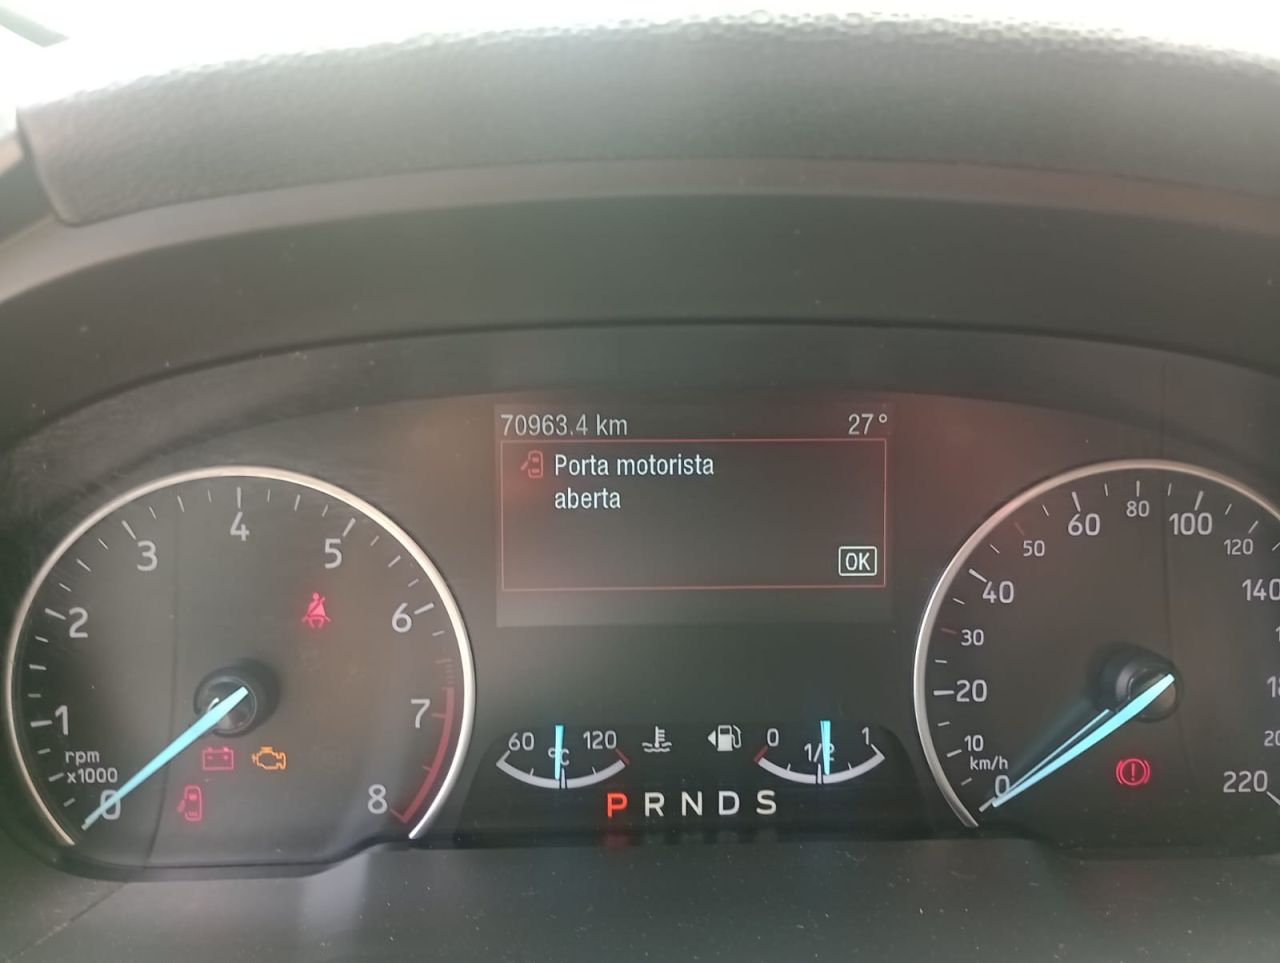 70963.4 km 27°
Porta motorista
aberta
OK
1 2 3 4 5 6 7 8
0
rpm
x1000
60 °C 120
0 1/2 1
P R N D S
0 10 20 30 40 50 60 80 100 120 140
220
km/h